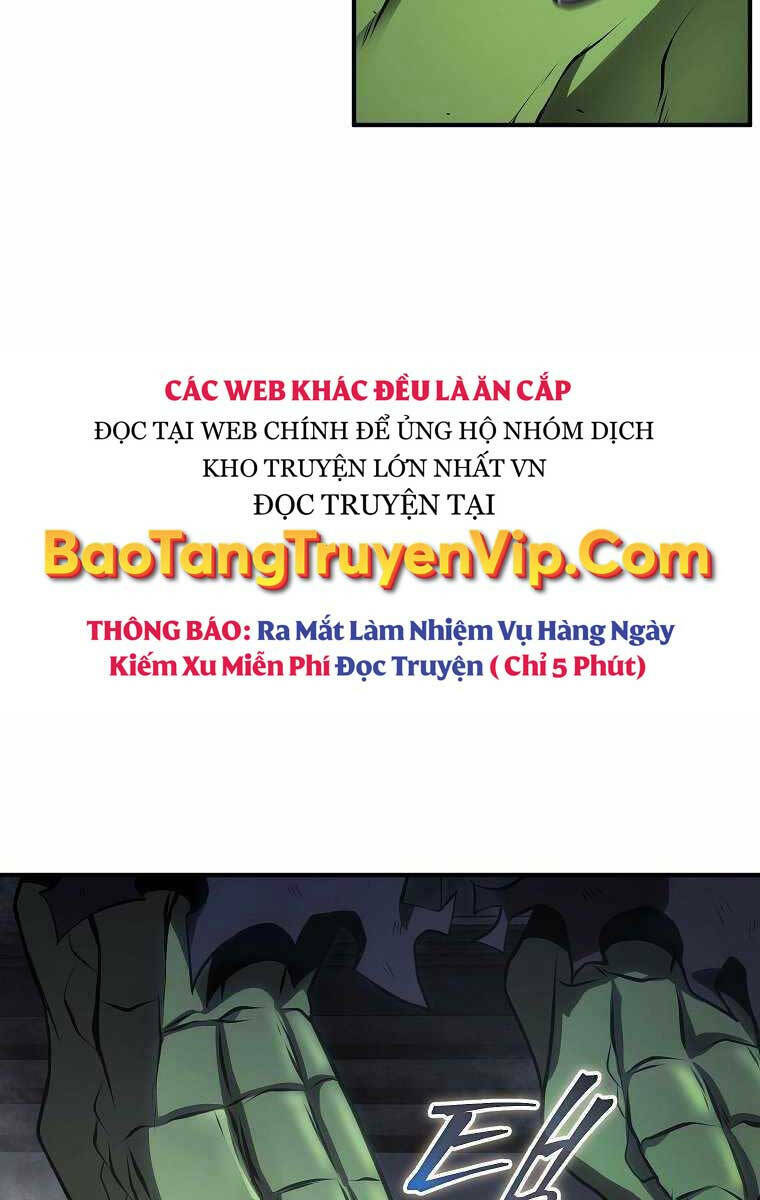 CÁC WEB KHÁC ĐỀU LÀ ĂN CẮP
ĐỌC TẠI WEB CHÍNH ĐỂ ỦNG HỘ NHÓM DỊCH
KHO TRUYỆN LỚN NHẤT VN
ĐỌC TRUYỆN TẠI
BaoTangTruyenVip.Com
THÔNG BÁO: Ra Mắt Làm Nhiệm Vụ Hàng Ngày
Kiếm Xu Miễn Phí Đọc Truyện ( Chỉ 5 Phút)